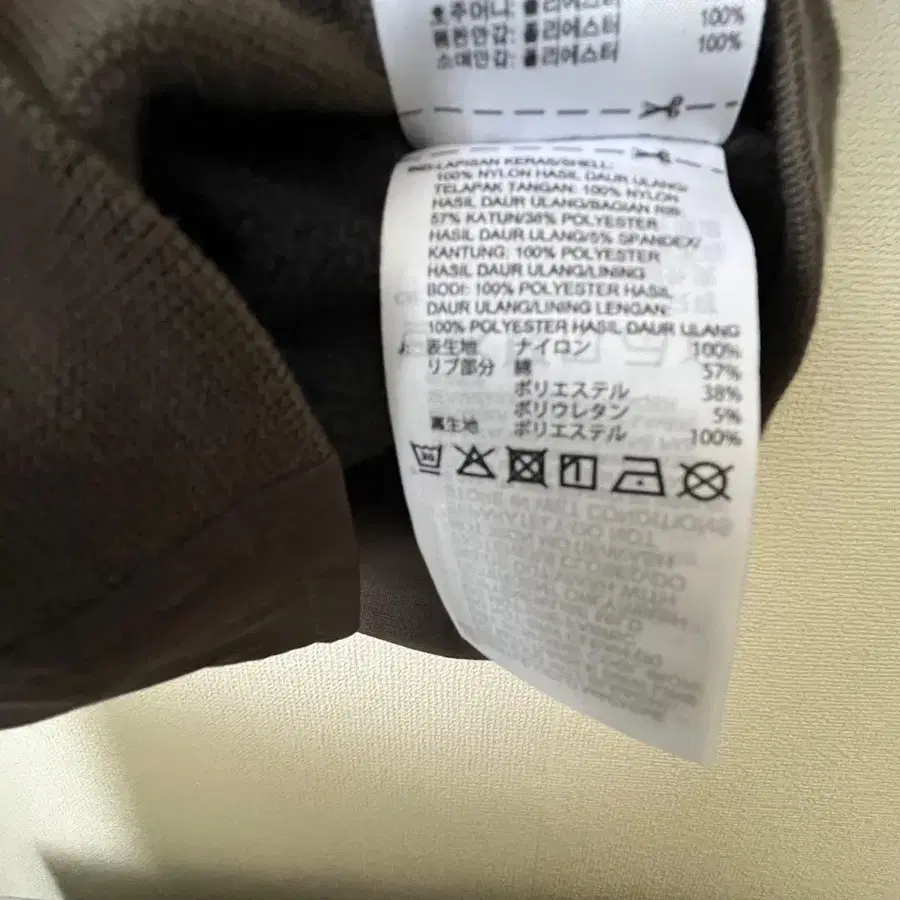 호주머니: 폴리에스터 100%
몸판안감: 폴리에스터 100%
소매안감: 폴리에스터
IND-LAPISAN KERAS/SHELL:
100% NYLON HASIL DAUR ULANG/
TELAPAK TANGAN: 100% NYLON
HASIL DAUR ULANG/BAGIAN RIB:
57% KATUN/38% POLYESTER
HASIL DAUR ULANG/5% SPANDEX/
KANTUNG: 100% POLYESTER
HASIL DAUR ULANG/LINING
BODI: 100% POLYESTER HASIL
DAUR ULANG/LINING LENGAN:
100% POLYESTER HASIL DAUR ULANG
表生地 ナイロン 100%
リブ部分 綿 57%
ポリエステル 38%
ポリウレタン 5%
裏生地 ポリエステル 100%